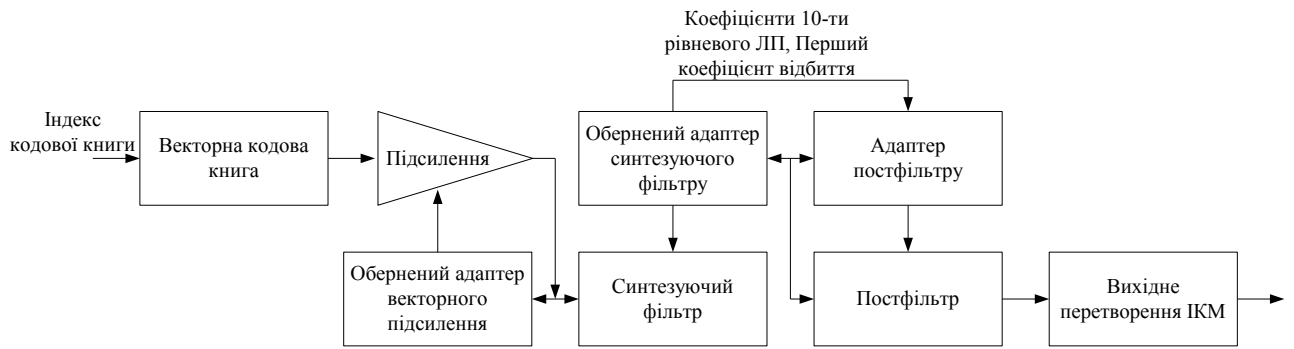 Коефіцієнти 10-ти
рівневого ЛП, Перший
коефіцієнт відбиття
Індекс
кодової книги
Векторна кодова
книга
Підсилення
Обернений адаптер
синтезуючого
фільтру
Адаптер
постфільтру
Обернений адаптер
векторного
підсилення
Синтезуючий
фільтр
Постфільтр
Вихідне
перетворення ІКМ